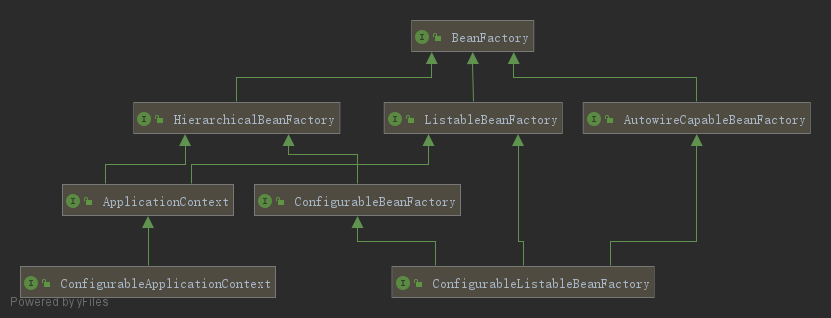 I BeanFactory
I HierarchicalBeanFactory
I ListableBeanFactory
I AutowireCapableBeanFactory
I ApplicationContext
I ConfigurableBeanFactory
I ConfigurableApplicationContext
I ConfigurableListableBeanFactory
Powered by yFiles